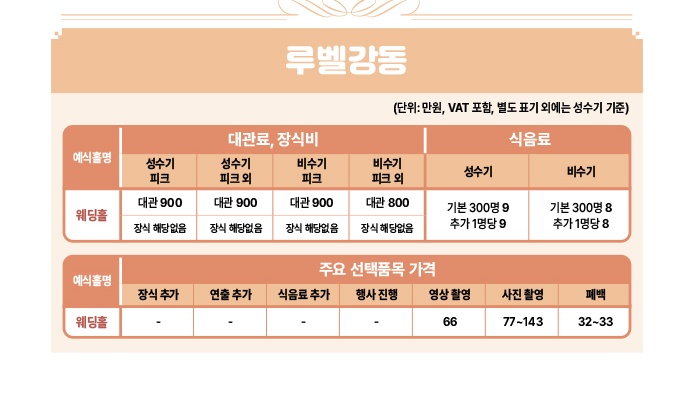 루벨강동
(단위: 만원, VAT 포함, 별도 표기 외에는 성수기 기준)
예식홀명 대관료, 장식비 식음료
성수기 피크 성수기 피크 외 비수기 피크 비수기 피크 외 성수기 비수기
웨딩홀 대관 900 대관 900 대관 900 대관 800 기본 300명 9 기본 300명 8
장식 해당없음 장식 해당없음 장식 해당없음 장식 해당없음 추가 1명당 9 추가 1명당 8
예식홀명 주요 선택품목 가격
장식 추가 연출 추가 식음료 추가 행사 진행 영상 촬영 사진 촬영 폐백
웨딩홀 - - - - 66 77~143 32~33